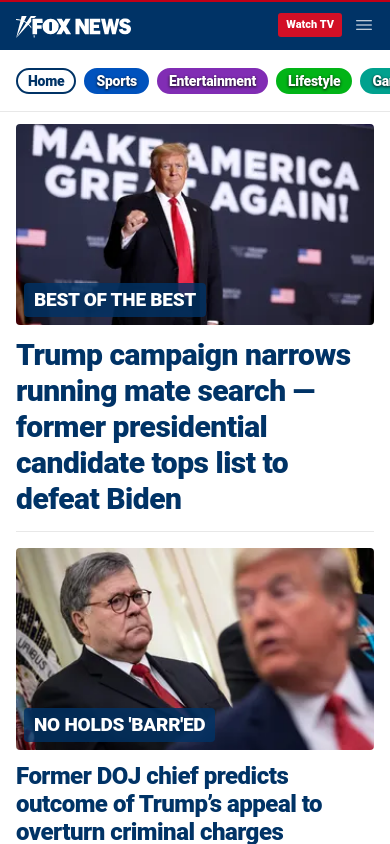 FOX NEWS
Watch TV
Home Sports Entertainment Lifestyle
MAKE AMERICA
GREAT AGAIN!
BEST OF THE BEST
Trump campaign narrows
running mate search —
former presidential
candidate tops list to
defeat Biden
NO HOLDS 'BARR'ED
Former DOJ chief predicts
outcome of Trump’s appeal to
overturn criminal charges